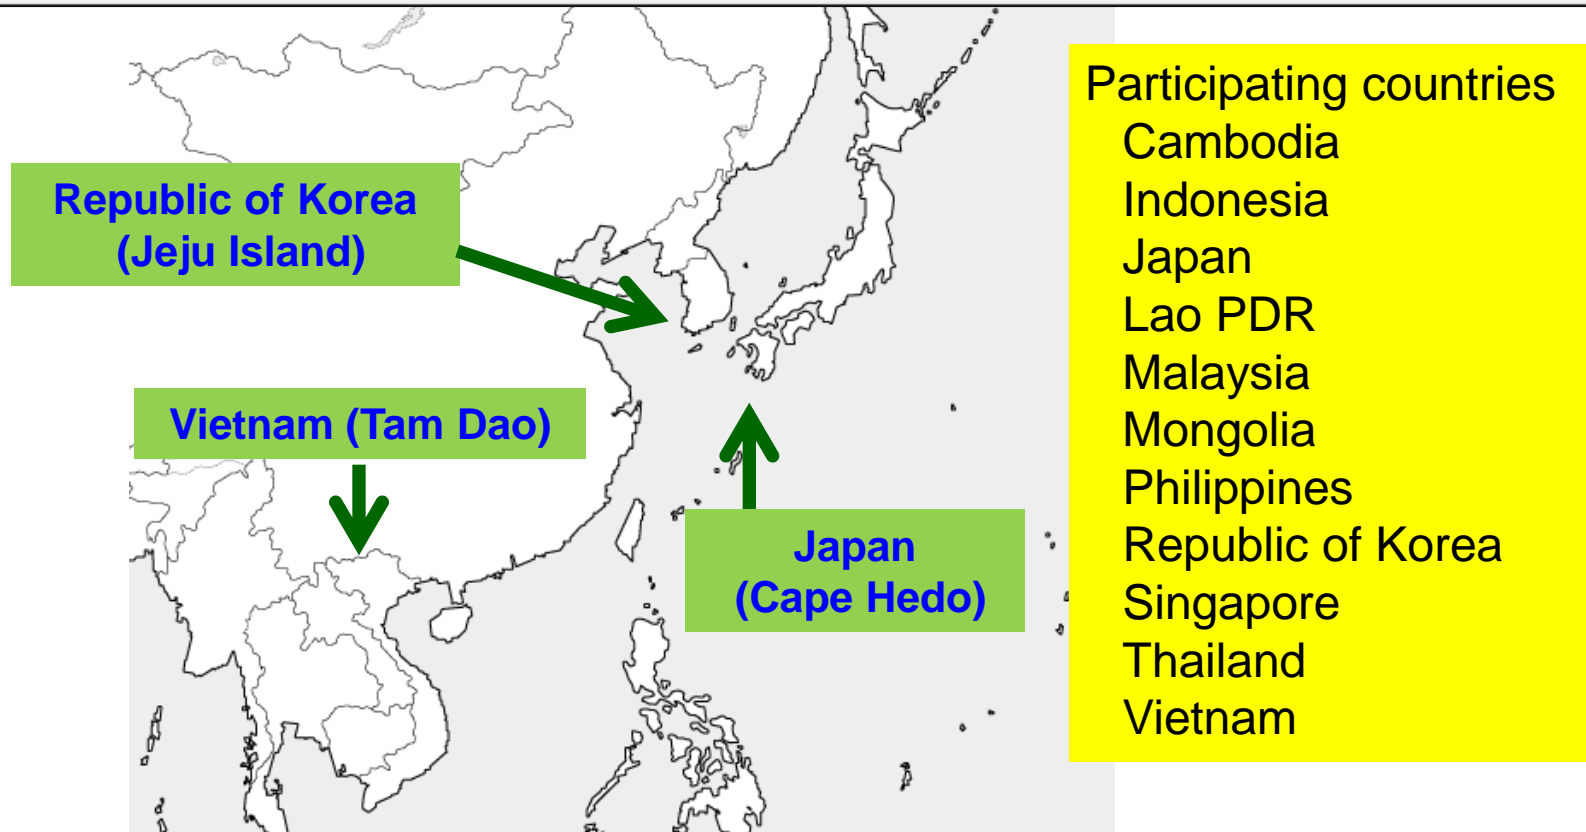 Participating countries
Cambodia
Indonesia
Japan
Lao PDR
Malaysia
Mongolia
Philippines
Republic of Korea
Singapore
Thailand
Vietnam
Republic of Korea
(Jeju Island)
Vietnam (Tam Dao)
Japan
(Cape Hedo)